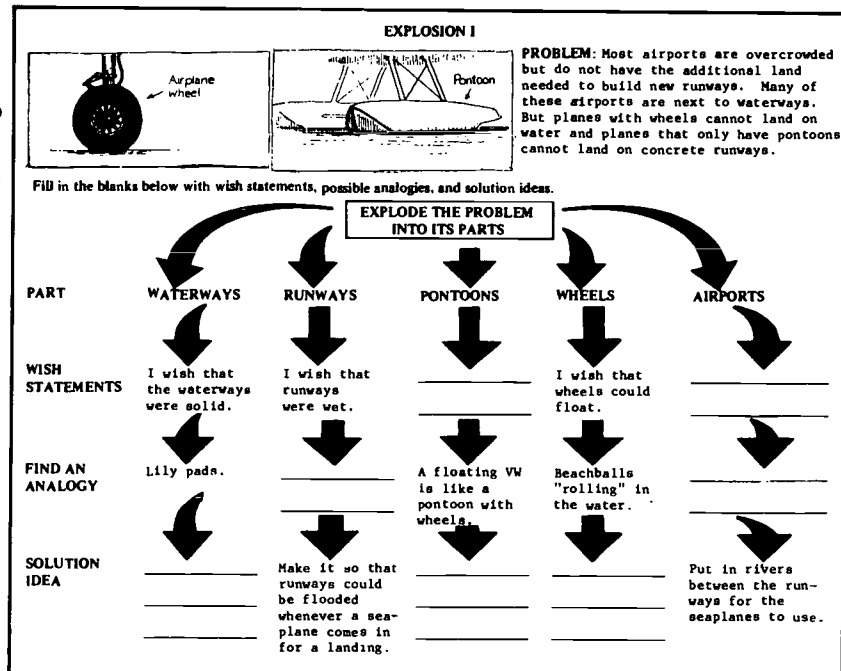 EXPLOSION I
Airplane
wheel
Pontoon
PROBLEM: Most airports are overcrowded
but do not have the additional land
needed to build new runways. Many of
these airports are next to waterways.
But planes with wheels cannot land on
water and planes that only have pontoons
cannot land on concrete runways.
Fill in the blanks below with wish statements, possible analogies, and solution ideas.
EXPLODE THE PROBLEM
INTO ITS PARTS
PART
WATERWAYS
RUNWAYS
PONTOONS
WHEELS
AIRPORTS
WISH
STATEMENTS
I wish that
the waterways
were solid.
I wish that
runways
were wet.
I wish that
wheels could
float.
FIND AN
ANALOGY
Lily pads.
A floating VW
is like a
pontoon with
wheels.
Beachballs
"rolling" in
the water.
SOLUTION
IDEA
Make it so that
runways could
be flooded
whenever a sea-
plane comes in
for a landing.
Put in rivers
between the run-
ways for the
seaplanes to use.